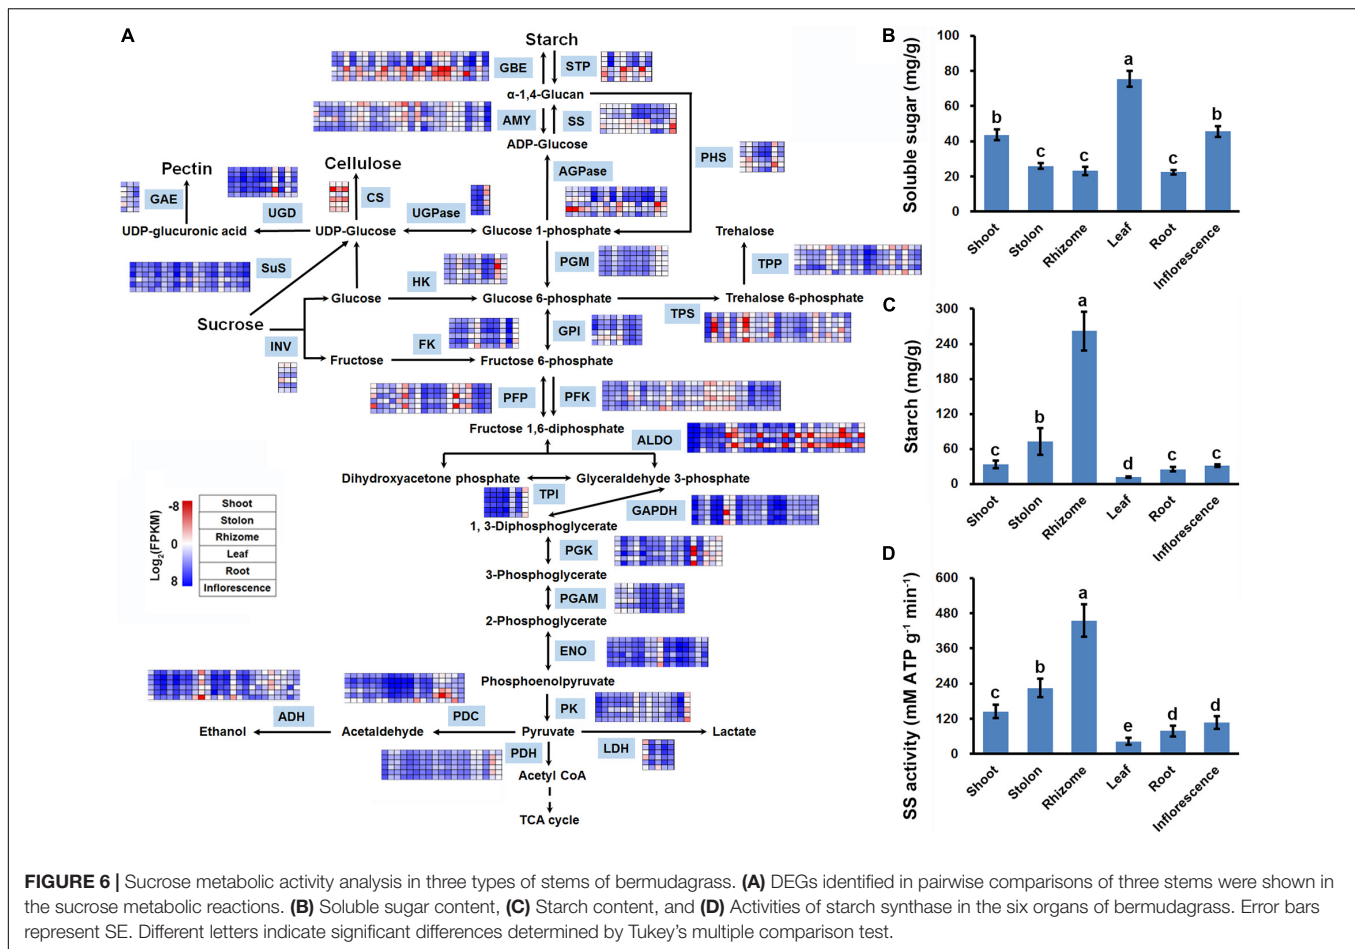 A
Starch
GBE
STP
α-1,4-Glucan
AMY
SS
ADP-Glucose
PHS
Pectin
Cellulose
AGPase
GAE
UGD
CS
UGPase
UDP-glucuronic acid
UDP-Glucose
Glucose 1-phosphate
Trehalose
SuS
HK
PGM
TPP
Glucose
Glucose 6-phosphate
Trehalose 6-phosphate
Sucrose
INV
FK
GPI
TPS
Fructose
Fructose 6-phosphate
PFP
PFK
Fructose 1,6-diphosphate
ALDO
Dihydroxyacetone phosphate
Glyceraldehyde 3-phosphate
TPI
GAPDH
1, 3-Diphosphoglycerate
PGK
3-Phosphoglycerate
PGAM
2-Phosphoglycerate
ENO
Phosphoenolpyruvate
ADH
PDC
PK
Ethanol
Acetaldehyde
Pyruvate
Lactate
PDH
LDH
Acetyl CoA
TCA cycle
Log2(FPKM)
-8
0
8
Shoot
Stolon
Rhizome
Leaf
Root
Inflorescence
B
Soluble sugar (mg/g)
100
80
60
40
20
0
b
c
c
a
c
b
Shoot
Stolon
Rhizome
Leaf
Root
Inflorescence
C
Starch (mg/g)
300
240
180
120
60
0
c
b
a
d
c
c
Shoot
Stolon
Rhizome
Leaf
Root
Inflorescence
D
SS activity (mM ATP g-1 min-1)
600
480
360
240
120
0
c
b
a
e
d
d
Shoot
Stolon
Rhizome
Leaf
Root
Inflorescence
FIGURE 6 | Sucrose metabolic activity analysis in three types of stems of bermudagrass. (A) DEGs identified in pairwise comparisons of three stems were shown in
the sucrose metabolic reactions. (B) Soluble sugar content, (C) Starch content, and (D) Activities of starch synthase in the six organs of bermudagrass. Error bars
represent SE. Different letters indicate significant differences determined by Tukey's multiple comparison test.